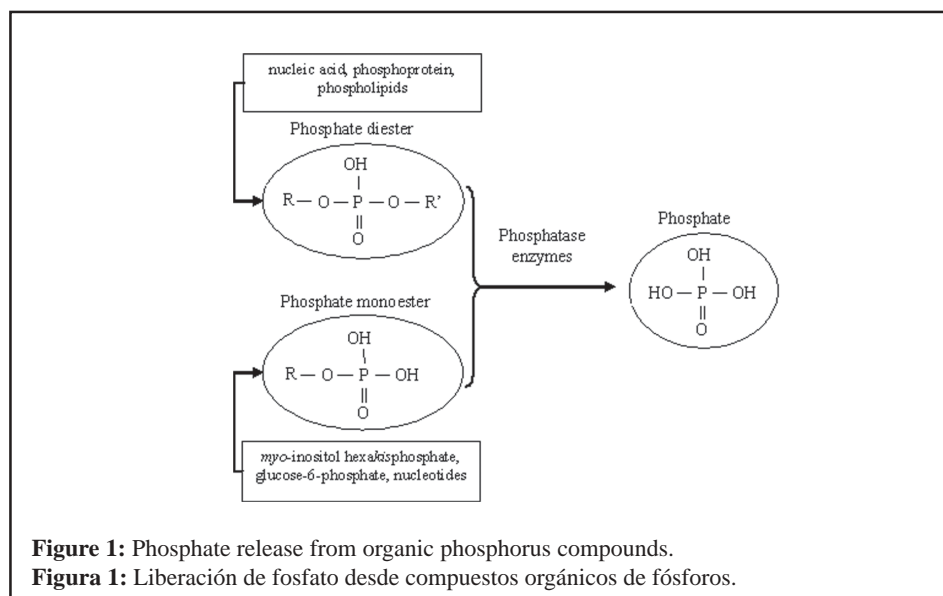 nucleic acid, phosphoprotein,
phospholipids
Phosphate diester
OH
R — O — P — O — R’
O
Phosphatase
enzymes
Phosphate
OH
HO — P — OH
O
Phosphate monoester
OH
R — O — P — OH
O
myo-inositol hexakisphosphate,
glucose-6-phosphate, nucleotides
Figure 1: Phosphate release from organic phosphorus compounds.
Figura 1: Liberación de fosfato desde compuestos orgánicos de fósforos.